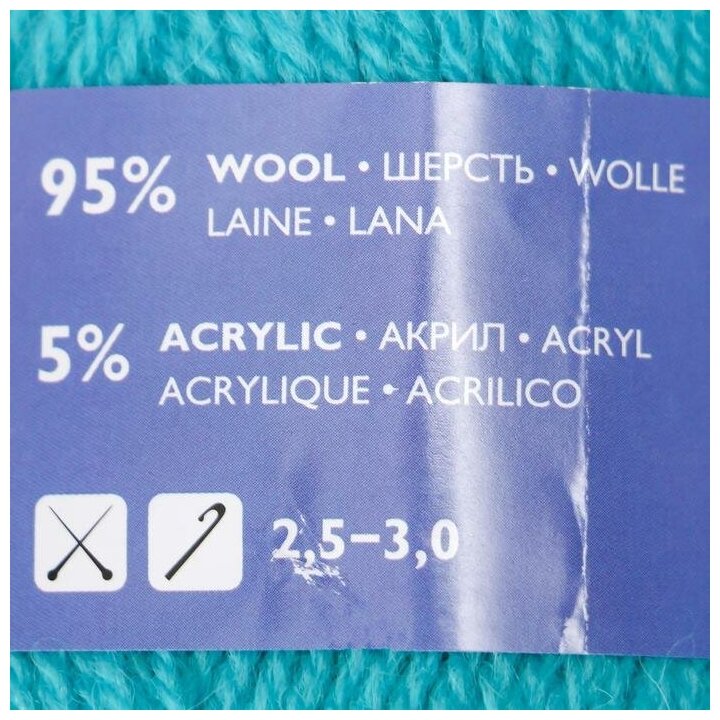 95% WOOL • ШЕРСТЬ • WOLLE
LAINE • LANA
5% ACRYLIC • АКРИЛ • ACRYL
ACRYLIQUE • ACRILICO
2,5–3,0